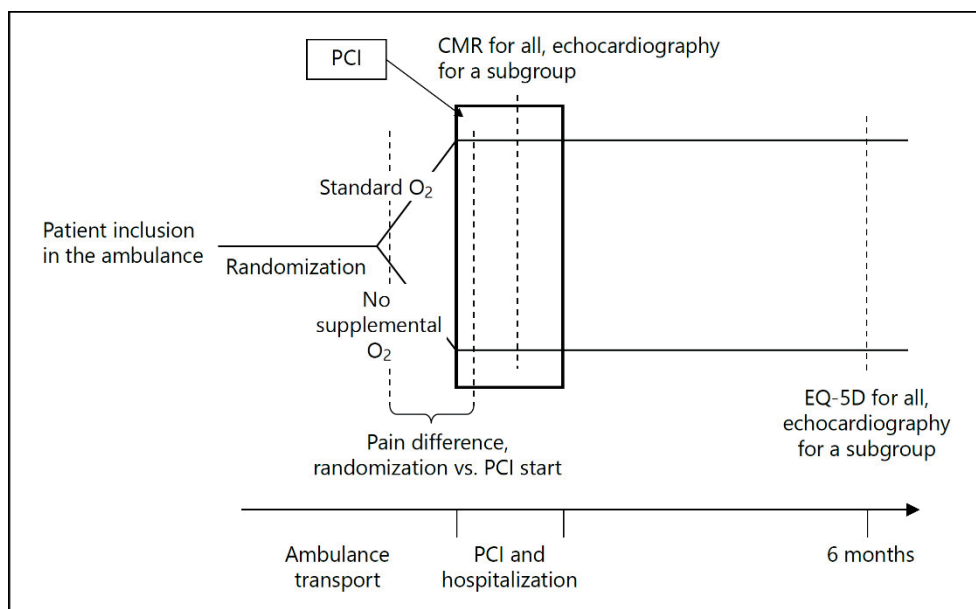 PCI
CMR for all, echocardiography
for a subgroup
Standard O₂
Patient inclusion
in the ambulance
Randomization
No
supplemental
O₂
Pain difference,
randomization vs. PCI start
EQ-5D for all,
echocardiography
for a subgroup
Ambulance
transport
PCI and
hospitalization
6 months